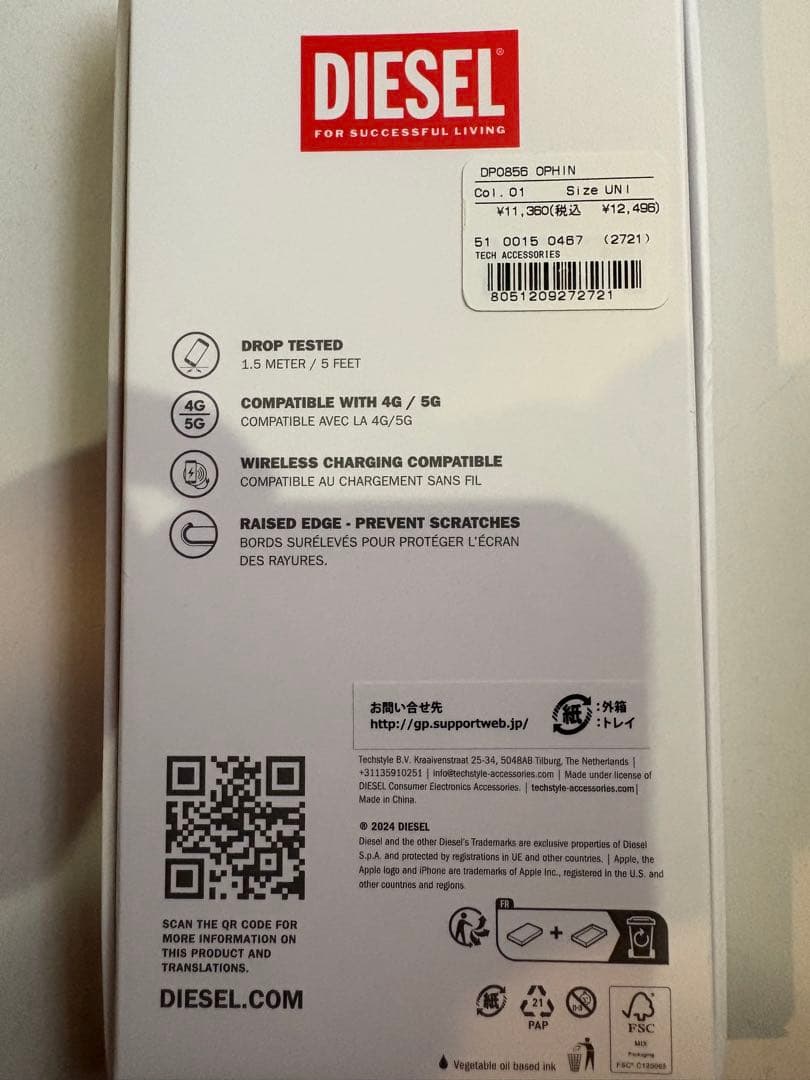 DIESEL®
FOR SUCCESSFUL LIVING
DP0856 OPHIN
Col. 01 Size UNI
¥11,360(税込 ¥12,496)
51 0015 0467 (2721)
TECH ACCESSORIES
8051209272721
DROP TESTED
1.5 METER / 5 FEET
4G
5G
COMPATIBLE WITH 4G / 5G
COMPATIBLE AVEC LA 4G/5G
WIRELESS CHARGING COMPATIBLE
COMPATIBLE AU CHARGEMENT SANS FIL
RAISED EDGE - PREVENT SCRATCHES
BORDS SURÉLEVÉS POUR PROTÉGER L'ÉCRAN
DES RAYURES.
お問い合せ先
http://gp.supportweb.jp/
紙
:外箱
:トレイ
Techstyle B.V. Kraaivenstraat 25-34, 5048AB Tilburg, The Netherlands |
+31135910251 | info@techstyle-accessories.com | Made under license of
DIESEL Consumer Electronics Accessories. | techstyle-accessories.com|
Made in China.
® 2024 DIESEL
Diesel and the other Diesel's Trademarks are exclusive properties of Diesel
S.p.A. and protected by registrations in UE and other countries. | Apple, the
Apple logo and iPhone are trademarks of Apple Inc., registered in the U.S. and
other countries and regions.
SCAN THE QR CODE FOR
MORE INFORMATION ON
THIS PRODUCT AND
TRANSLATIONS.
DIESEL.COM
FR
+
紙
21
PAP
0-3
FSC
MIX
Packaging
FSC® C120065
Vegetable oil based ink